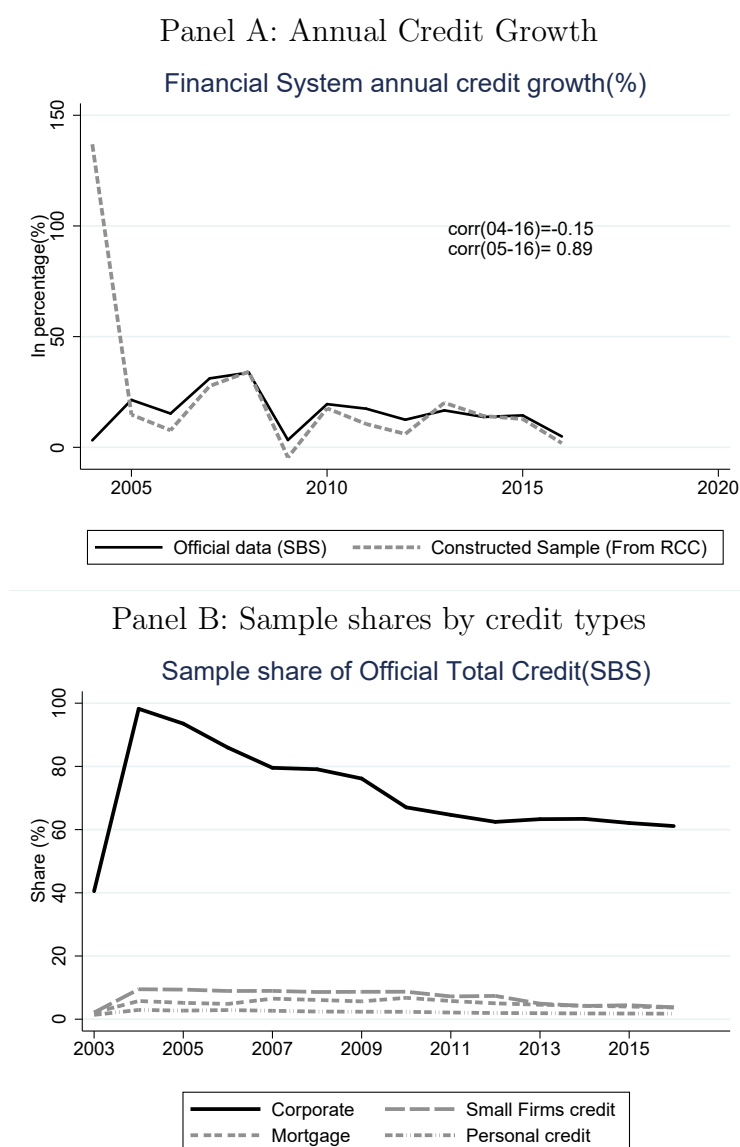 Panel A: Annual Credit Growth
Financial System annual credit growth(%)
In percentage(%)
150
100
50
0
corr(04-16)=-0.15
corr(05-16)= 0.89
2005 2010 2015 2020
Official data (SBS) Constructed Sample (From RCC)
Panel B: Sample shares by credit types
Sample share of Official Total Credit(SBS)
Share (%)
100
80
60
40
20
0
2003 2005 2007 2009 2011 2013 2015
Corporate Small Firms credit
Mortgage Personal credit